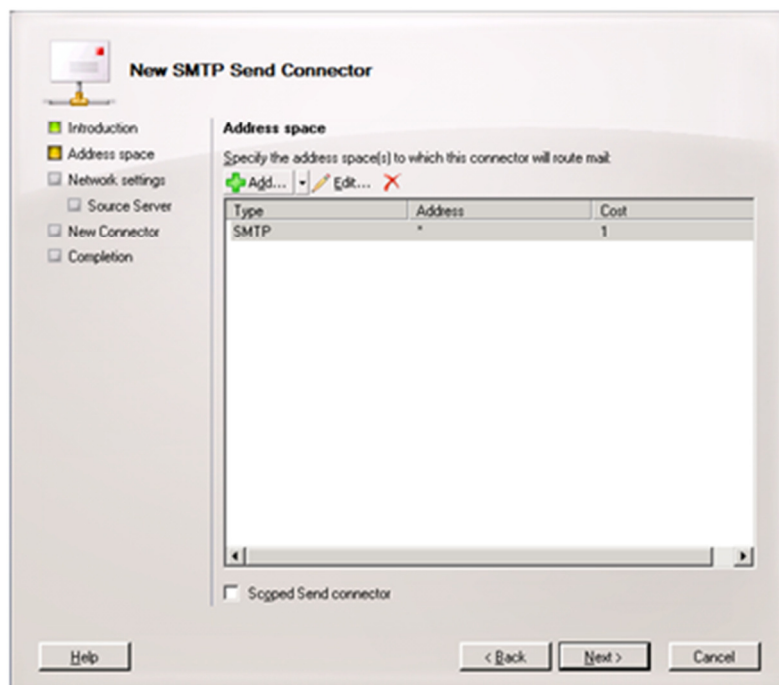 New SMTP Send Connector
Introduction
Address space
Network settings
Source Server
New Connector
Completion
Address space
Specify the address space(s) to which this connector will route mail:
Add... Edit...
Type Address Cost
SMTP * 1
Scoped Send connector
Help < Back Next > Cancel